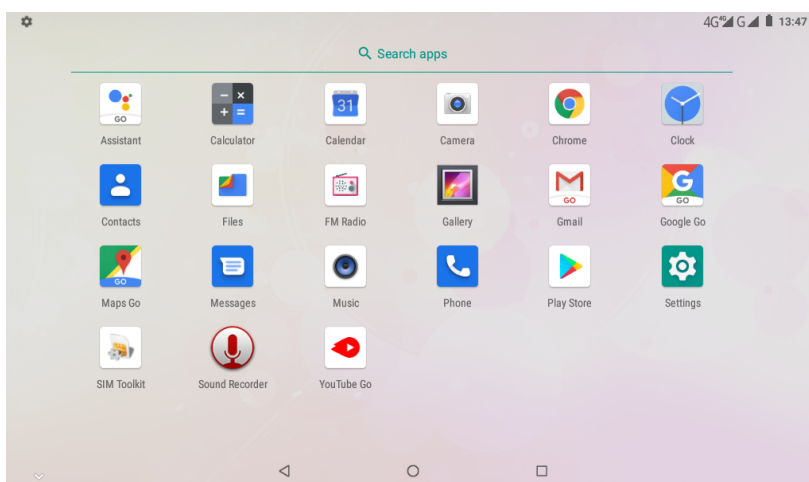 4G 4G G 13:47
Search apps
GO 31
Assistant Calculator Calendar Camera Chrome Clock
GO GO
Contacts Files FM Radio Gallery Gmail Google Go
GO
Maps Go Messages Music Phone Play Store Settings
SIM Toolkit Sound Recorder YouTube Go